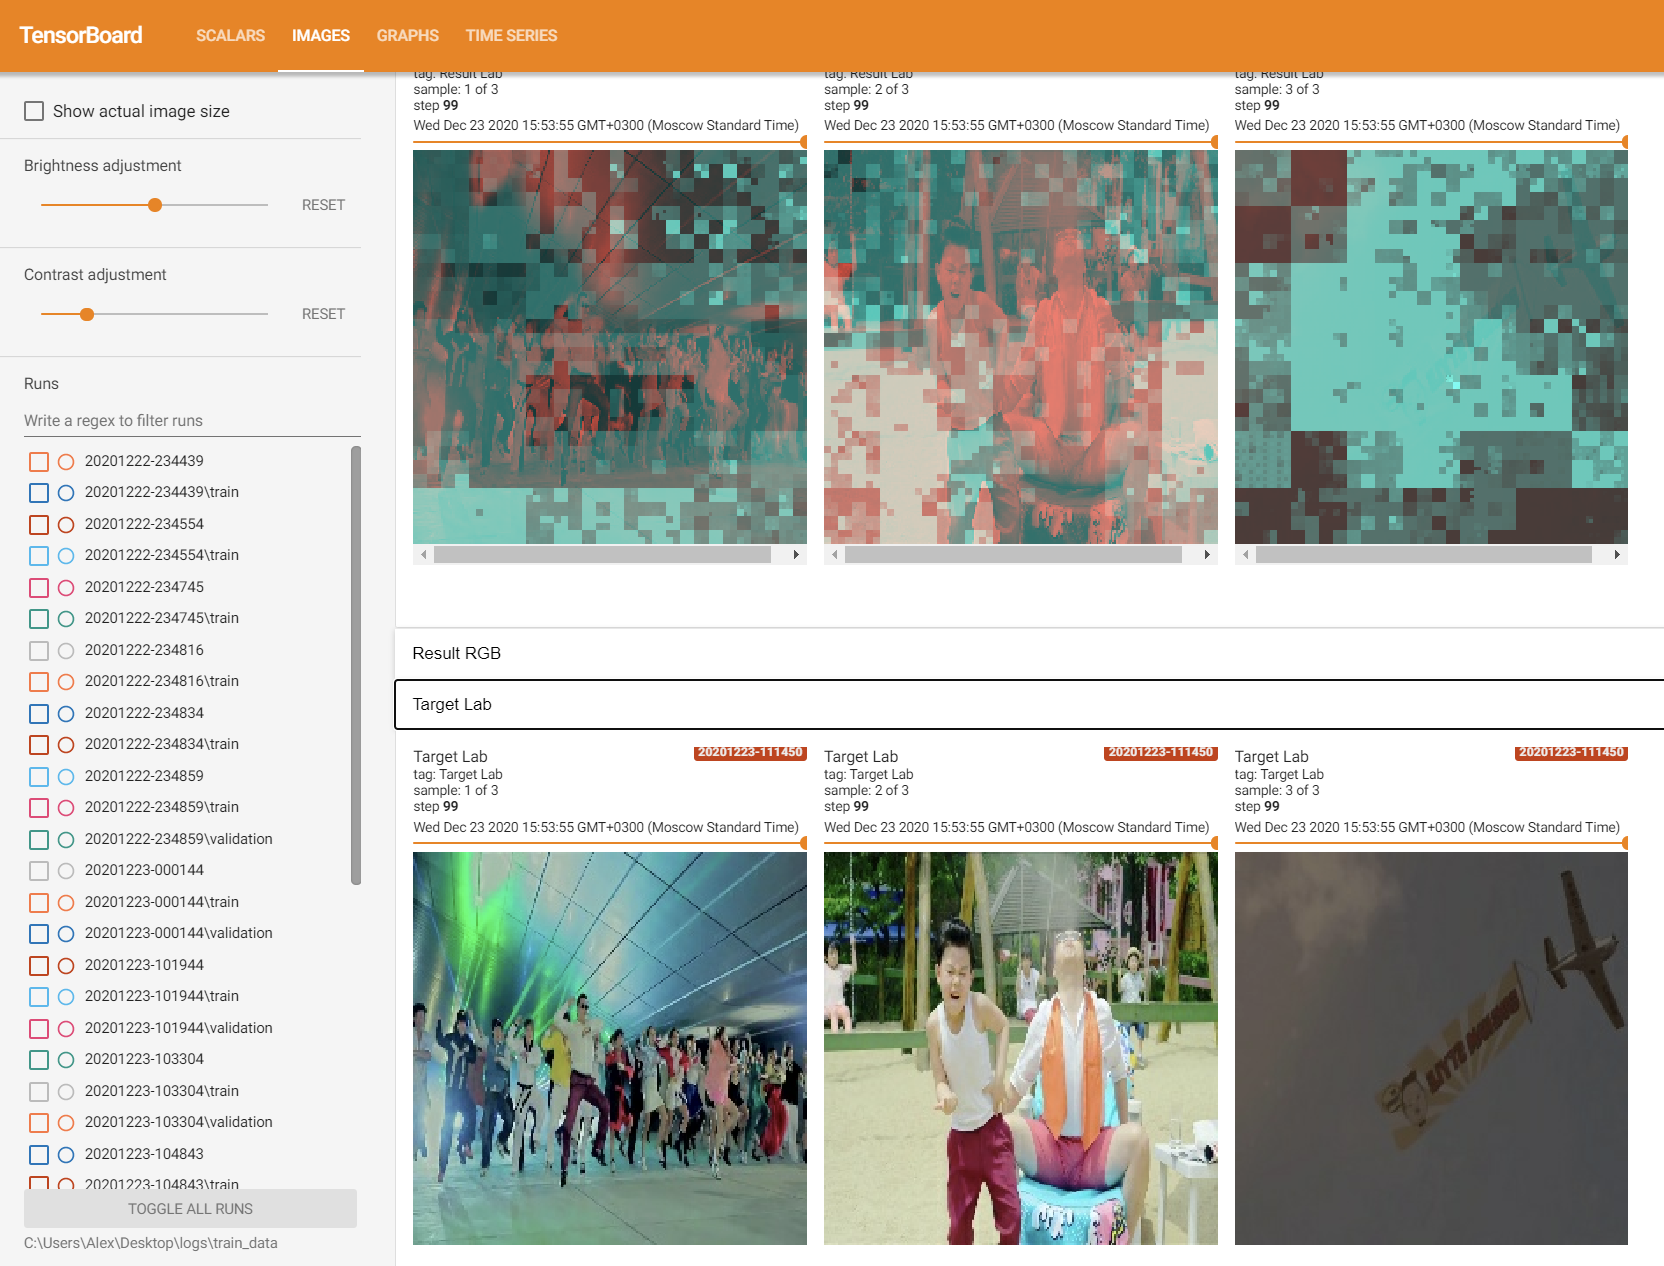 TensorBoard
SCALARS IMAGES GRAPHS TIME SERIES
Show actual image size
Brightness adjustment
RESET
Contrast adjustment
RESET
Runs
Write a regex to filter runs
20201222-234439
20201222-234439\train
20201222-234554
20201222-234554\train
20201222-234745
20201222-234745\train
20201222-234816
20201222-234816\train
20201222-234834
20201222-234834\train
20201222-234859
20201222-234859\train
20201222-234859\validation
20201223-000144
20201223-000144\train
20201223-000144\validation
20201223-101944
20201223-101944\train
20201223-101944\validation
20201223-103304
20201223-103304\train
20201223-103304\validation
20201223-104843
20201223-104843\train
TOGGLE ALL RUNS
C:\Users\Alex\Desktop\logs\train_data
tag: Result Lab
sample: 1 of 3
step 99
Wed Dec 23 2020 15:53:55 GMT+0300 (Moscow Standard Time)
tag: Result Lab
sample: 2 of 3
step 99
Wed Dec 23 2020 15:53:55 GMT+0300 (Moscow Standard Time)
tag: Result Lab
sample: 3 of 3
step 99
Wed Dec 23 2020 15:53:55 GMT+0300 (Moscow Standard Time)
Result RGB
Target Lab
Target Lab
20201223-111450
tag: Target Lab
sample: 1 of 3
step 99
Wed Dec 23 2020 15:53:55 GMT+0300 (Moscow Standard Time)
Target Lab
20201223-111450
tag: Target Lab
sample: 2 of 3
step 99
Wed Dec 23 2020 15:53:55 GMT+0300 (Moscow Standard Time)
Target Lab
20201223-111450
tag: Target Lab
sample: 3 of 3
step 99
Wed Dec 23 2020 15:53:55 GMT+0300 (Moscow Standard Time)